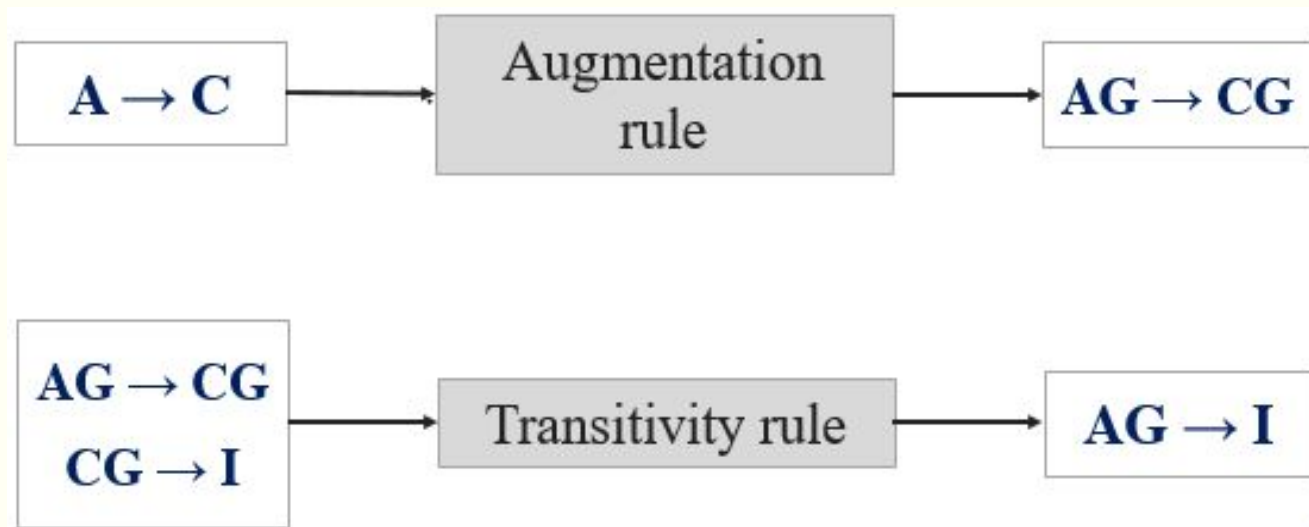 A → C
Augmentation
rule
AG → CG
AG → CG
CG → I
Transitivity rule
AG → I